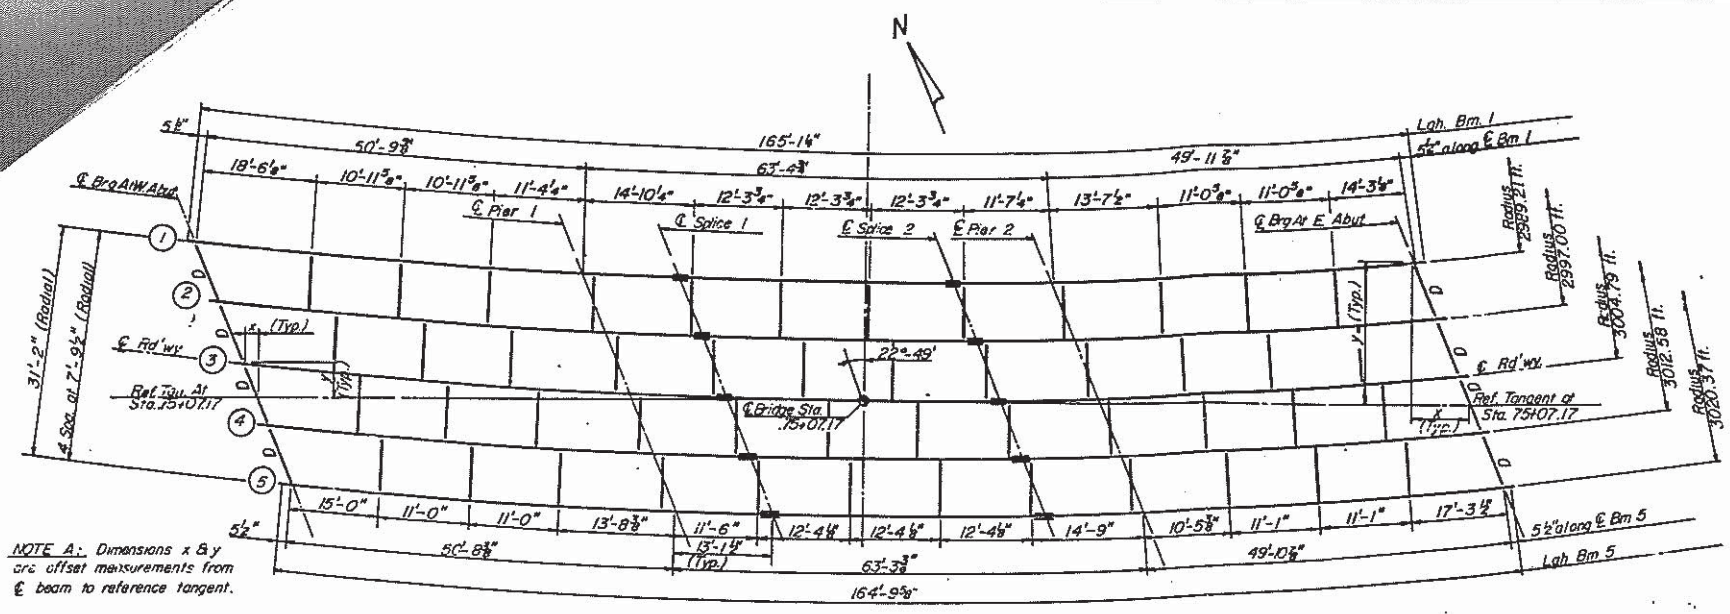 N
Lgh. Bm. 1
5½" along ℄ Bm 1
5½"
165'-1⅛"
50'-9⅜"
63'-4¾"
49'-11⅞"
18'-6⅛"
10'-11⅝"
10'-11⅝"
11'-4¼"
14'-10¼"
12'-3¾"
12'-3¾"
12'-3¾"
11'-7¼"
13'-7½"
11'-0⅝"
11'-0⅝"
14'-3⅛"
℄ Brg At W. Abut.
℄ Pier 1
℄ Splice 1
℄ Splice 2
℄ Pier 2
℄ Brg At E. Abut.
Radius
2989.21 ft.
Radius
2997.00 ft.
Radius
3004.79 ft.
Radius
3012.58 ft.
Radius
3020.37 ft.
1
2
3
4
5
D
D
D
D
D
D
D
D
31'-2" (Radial)
4 Spa. at 7'-9½" (Radial)
x (Typ.)
y
(Typ.)
y (Typ.)
x
(Typ.)
℄ Rd'wy
℄ Rd'wy.
22°-49'
Ref. Tan. At
Sta. 75+07.17
℄ Bridge Sta.
75+07.17
Ref. Tangent at
Sta. 75+07.17
15'-0"
11'-0"
11'-0"
13'-8⅜"
11'-6"
12'-4⅛"
12'-4⅛"
12'-4⅛"
14'-9"
10'-5⅜"
11'-1"
11'-1"
17'-3½"
5½" along ℄ Bm 5
5½"
50'-8⅜"
13'-1½"
(Typ.)
63'-3⅜"
49'-10⅞"
Lgh Bm 5
164'-9⅝"
NOTE A: Dimensions x & y
are offset measurements from
℄ beam to reference tangent.